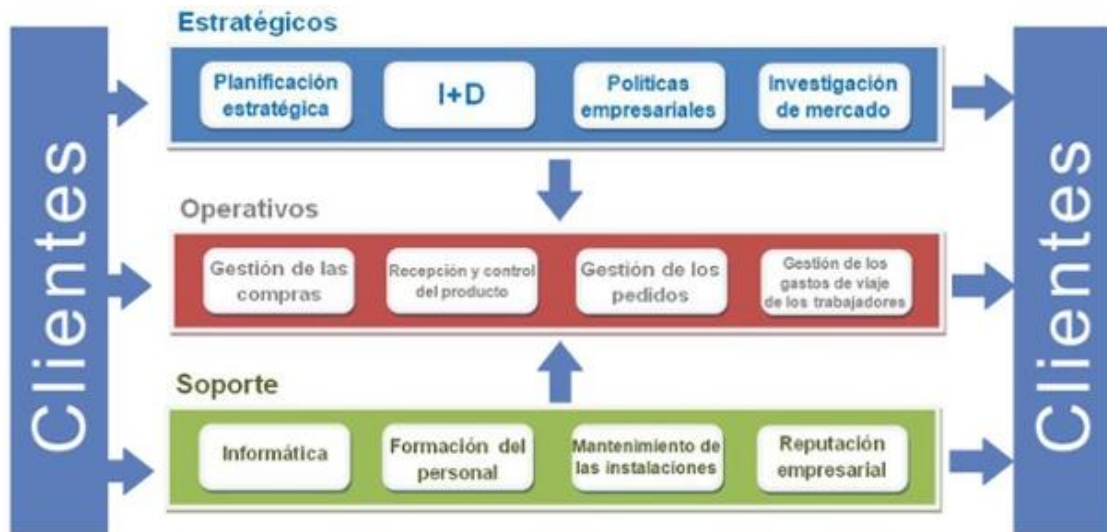 Clientes
Estratégicos
Planificación
estratégica
I+D
Políticas
empresariales
Investigación
de mercado
Operativos
Gestión de las
compras
Recepción y control
del producto
Gestión de los
pedidos
Gestión de los
gastos de viaje
de los trabajadores
Soporte
Informática
Formación del
personal
Mantenimiento de
las instalaciones
Reputación
empresarial
Clientes